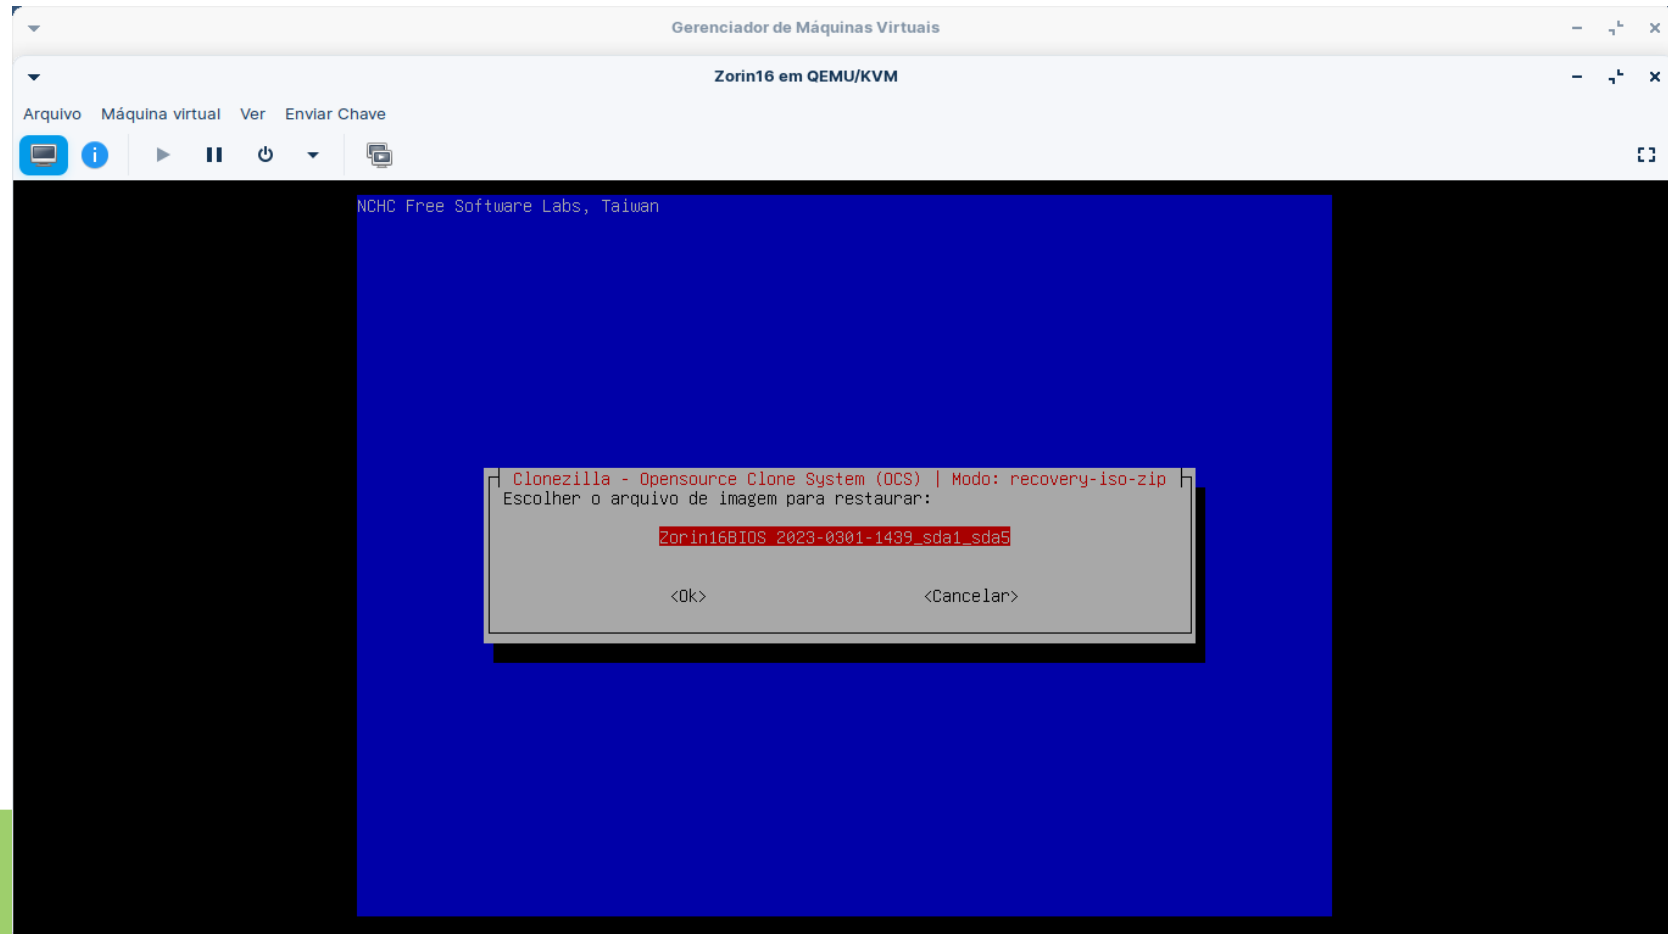 Gerenciador de Máquinas Virtuais
Zorin16 em QEMU/KVM
Arquivo Máquina virtual Ver Enviar Chave
NCHC Free Software Labs, Taiwan
Clonezilla - Opensource Clone System (OCS) | Modo: recovery-iso-zip
Escolher o arquivo de imagem para restaurar:
Zorin16BIOS 2023-0301-1439_sda1_sda5
<Ok> <Cancelar>